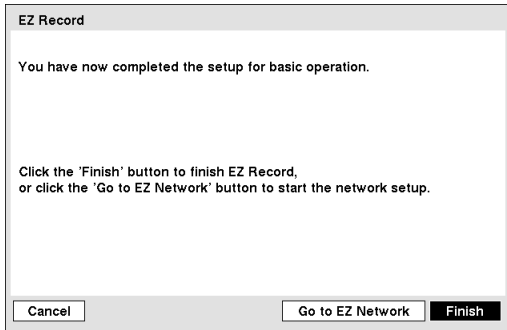 EZ Record
You have now completed the setup for basic operation.
Click the 'Finish' button to finish EZ Record,
or click the 'Go to EZ Network' button to start the network setup.
Cancel
Go to EZ Network
Finish